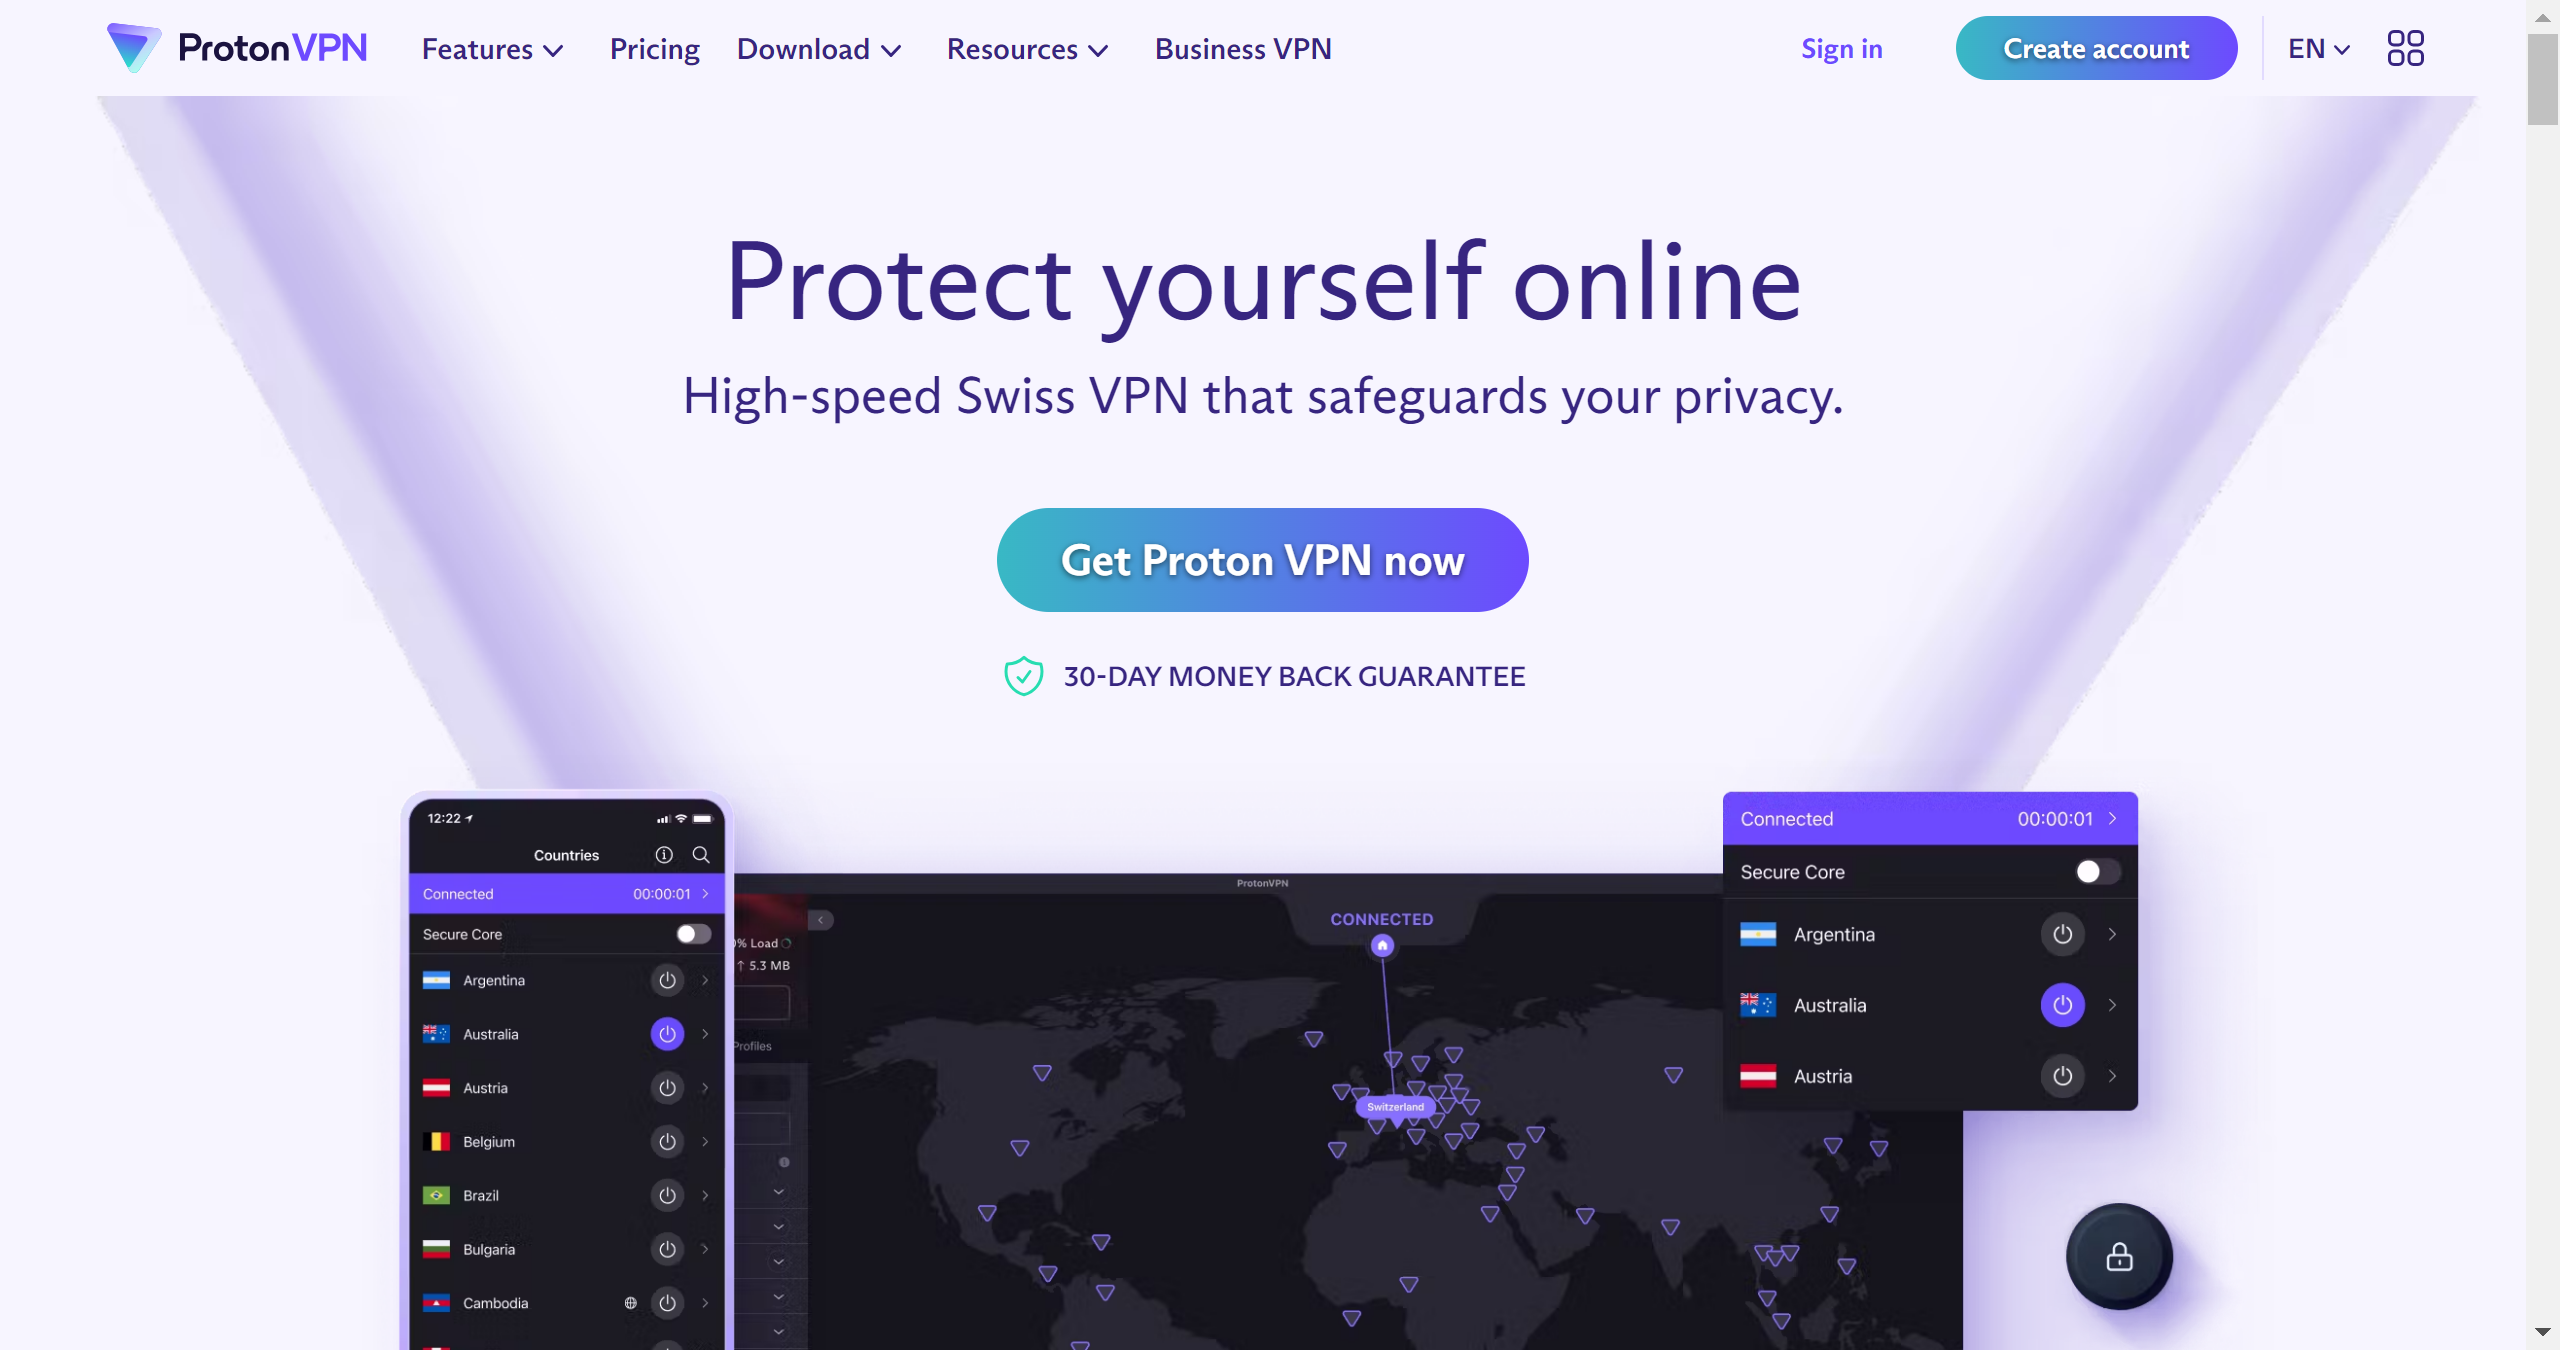 Proton VPN Features Pricing Download Resources Business VPN Sign in Create account EN
Protect yourself online
High-speed Swiss VPN that safeguards your privacy.
Get Proton VPN now
30-DAY MONEY BACK GUARANTEE
12:22
Countries
Connected 00:00:01
Secure Core
Argentina
Australia
Austria
Belgium
Brazil
Bulgaria
Cambodia
ProtonVPN
% Load
↑ 5.3 MB
Profiles
CONNECTED
Switzerland
Connected 00:00:01
Secure Core
Argentina
Australia
Austria